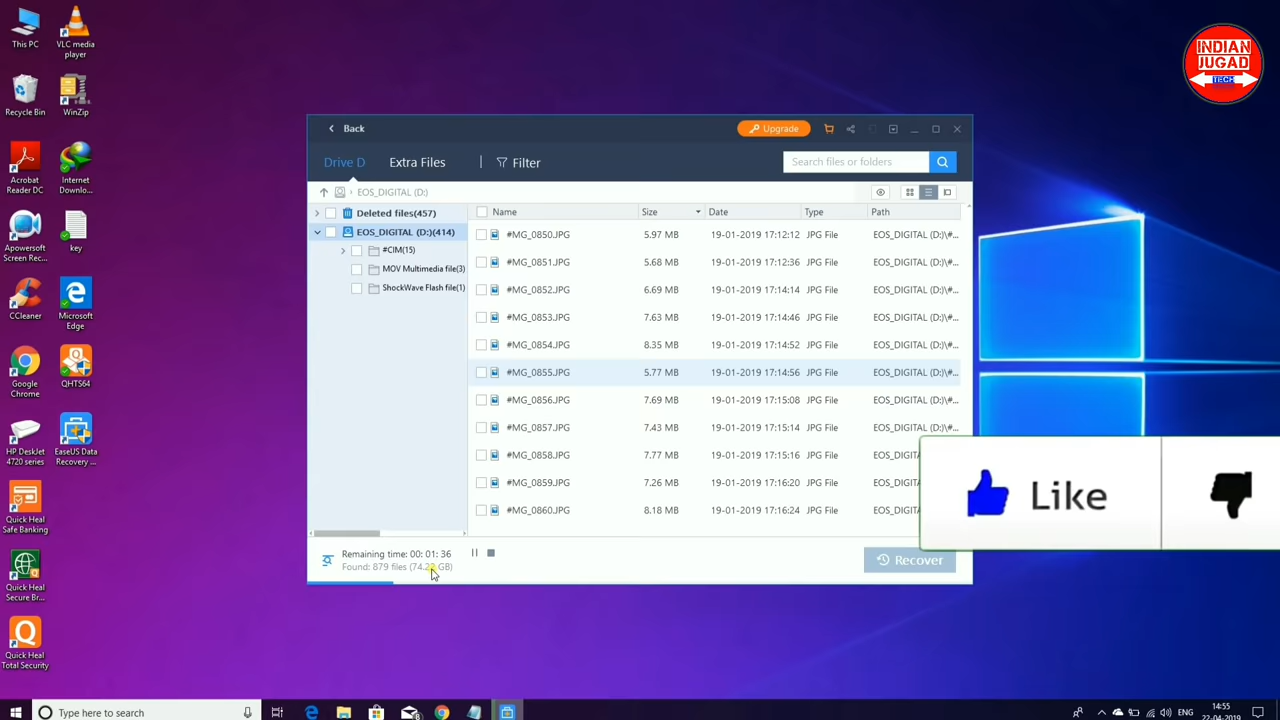 This PC
VLC media
player
INDIAN
JUGAD
TECH
Recycle Bin
WinZip
Acrobat
Reader DC
Internet
Downlo...
Apowersoft
Screen Rec...
key
CCleaner
Microsoft
Edge
Google
Chrome
QHTS64
HP DeskJet
4720 series
EaseUS Data
Recovery ...
Quick Heal
Safe Banking
Quick Heal
Secure Br...
Quick Heal
Total Security
Back
Upgrade
Drive D
Extra Files
Filter
Search files or folders
EOS_DIGITAL (D:)
Deleted files(457)
EOS_DIGITAL (D:)(414)
#CIM(15)
MOV Multimedia file(3)
ShockWave Flash file(1)
Name Size Date Type Path
#MG_0850.JPG 5.97 MB 19-01-2019 17:12:12 JPG File EOS_DIGITAL (D:)\#...
#MG_0851.JPG 5.68 MB 19-01-2019 17:12:36 JPG File EOS_DIGITAL (D:)\#...
#MG_0852.JPG 6.69 MB 19-01-2019 17:14:14 JPG File EOS_DIGITAL (D:)\#...
#MG_0853.JPG 7.63 MB 19-01-2019 17:14:46 JPG File EOS_DIGITAL (D:)\#...
#MG_0854.JPG 8.35 MB 19-01-2019 17:14:52 JPG File EOS_DIGITAL (D:)\#...
#MG_0855.JPG 5.77 MB 19-01-2019 17:14:56 JPG File EOS_DIGITAL (D:)\#...
#MG_0856.JPG 7.69 MB 19-01-2019 17:15:08 JPG File EOS_DIGITAL (D:)\#...
#MG_0857.JPG 7.43 MB 19-01-2019 17:15:14 JPG File EOS_DIGITAL (D:)\#...
#MG_0858.JPG 7.77 MB 19-01-2019 17:15:16 JPG File
#MG_0859.JPG 7.26 MB 19-01-2019 17:16:20 JPG File
#MG_0860.JPG 8.18 MB 19-01-2019 17:16:24 JPG File
Like
Remaining time: 00: 01: 36
Found: 879 files GB)
Recover
Type here to search
ENG
14:55
22-04-2019